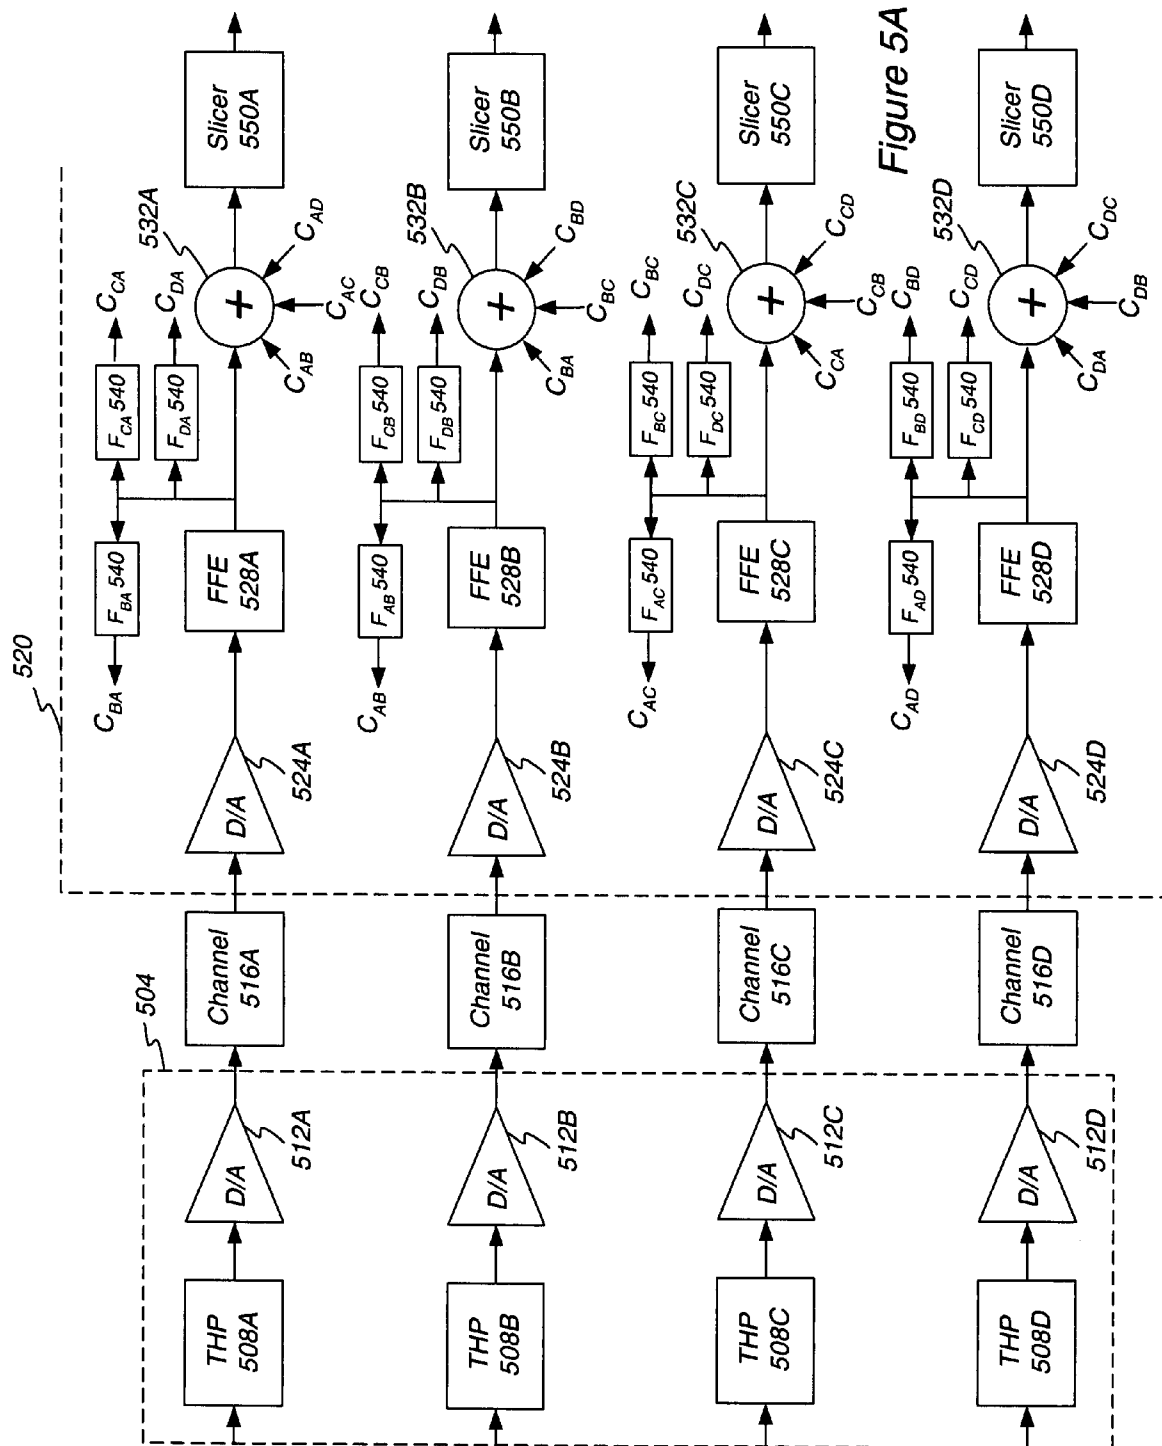 504
520
C_BA
F_BA 540
F_CA 540
C_CA
F_DA 540
C_DA
532A
THP
508A
D/A
512A
Channel
516A
D/A
524A
FFE
528A
+
C_AB
C_AC
C_AD
Slicer
550A
C_AB
F_AB 540
F_CB 540
C_CB
F_DB 540
C_DB
532B
THP
508B
D/A
512B
Channel
516B
D/A
524B
FFE
528B
+
C_BA
C_BC
C_BD
Slicer
550B
C_AC
F_AC 540
F_BC 540
C_BC
F_DC 540
C_DC
532C
THP
508C
D/A
512C
Channel
516C
D/A
524C
FFE
528C
+
C_CA
C_CB
C_CD
Slicer
550C
C_AD
F_AD 540
F_BD 540
C_BD
F_CD 540
C_CD
532D
THP
508D
D/A
512D
Channel
516D
D/A
524D
FFE
528D
+
C_DA
C_DB
C_DC
Slicer
550D
Figure 5A